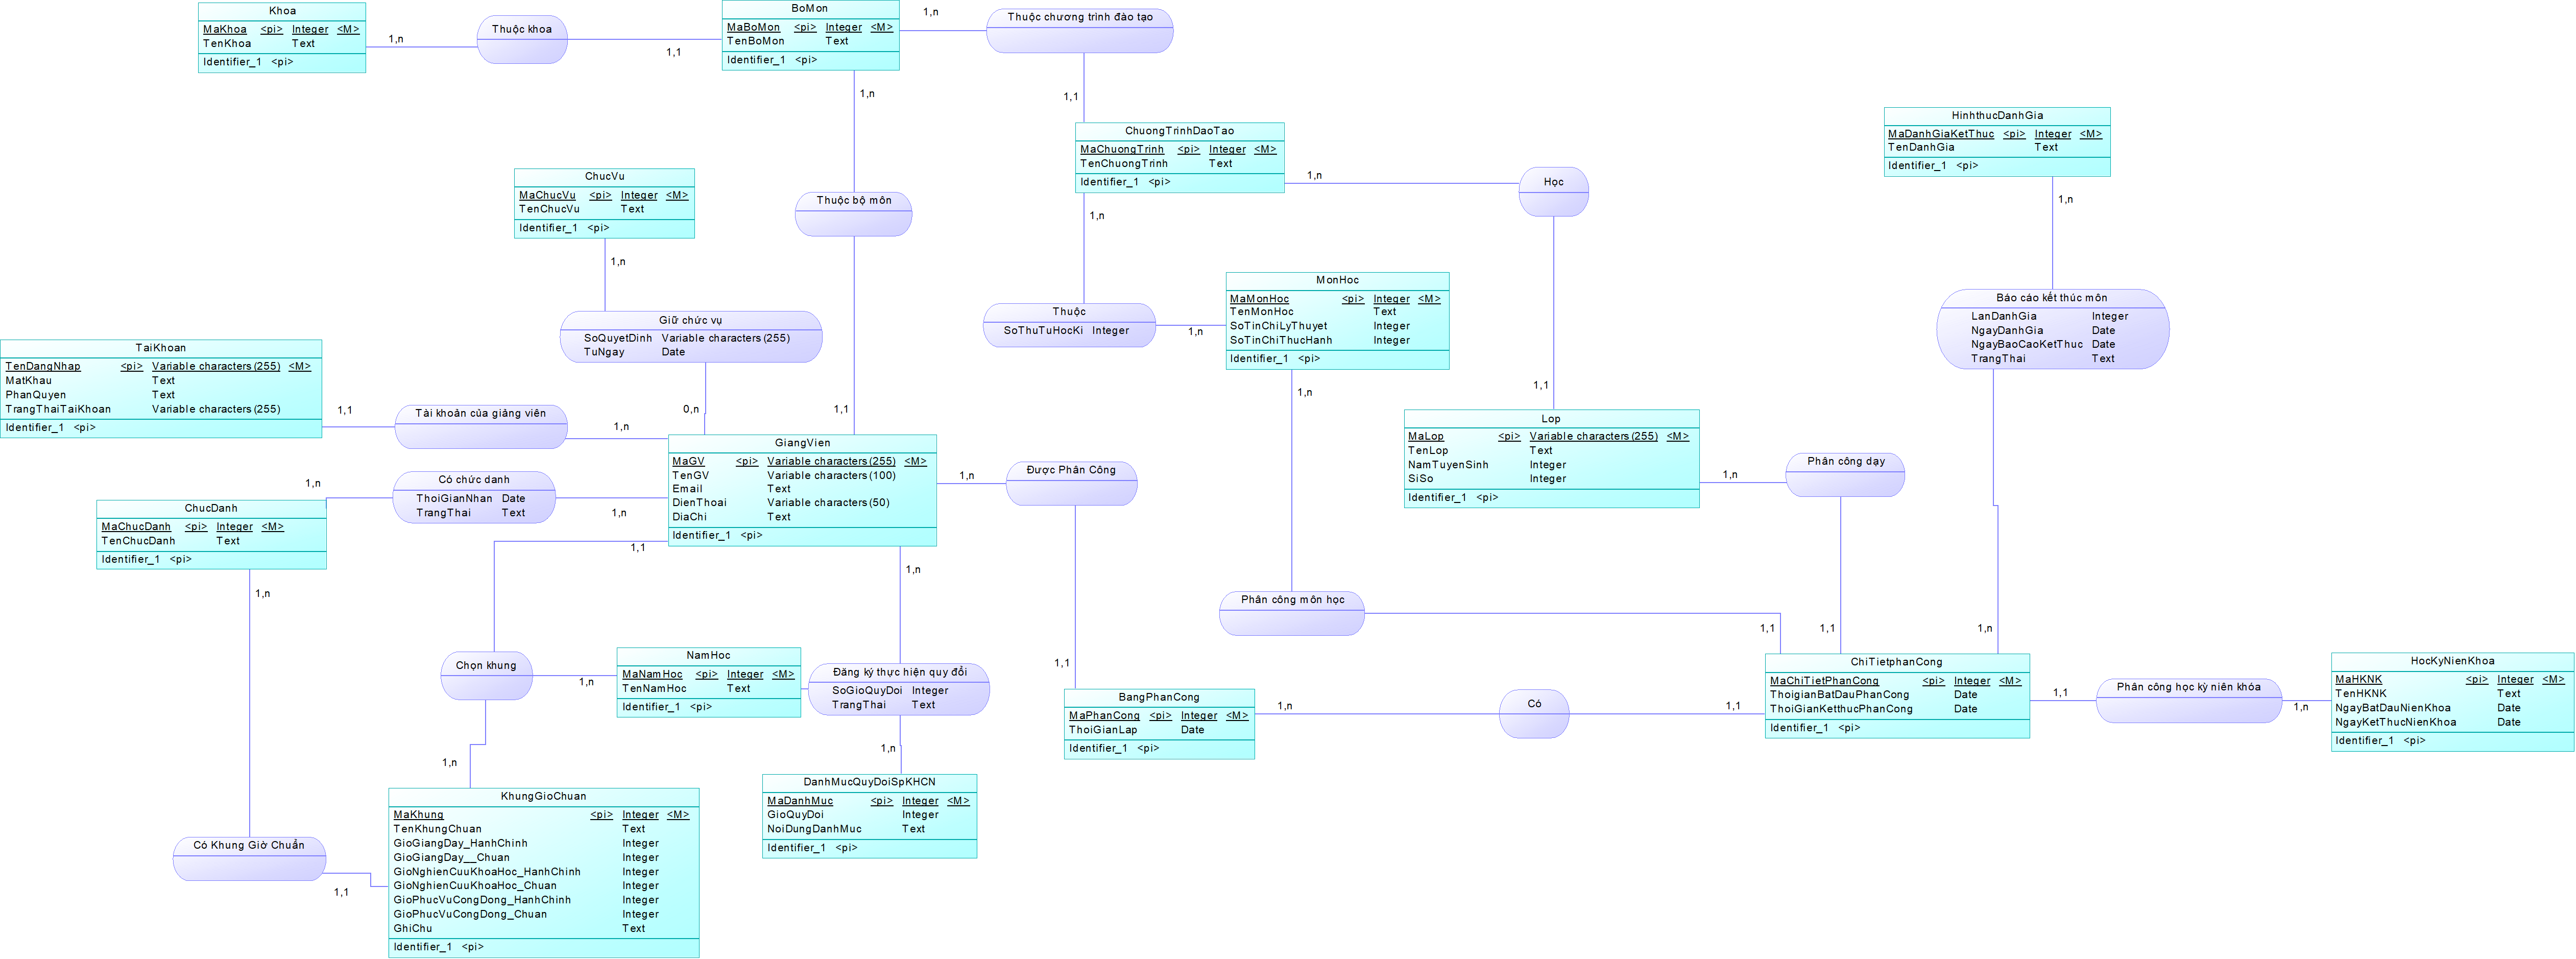 Khoa
MaKhoa <pi> Integer <M>
TenKhoa Text
Identifier_1 <pi>
1,n
Thuộc khoa
1,1
BoMon
MaBoMon <pi> Integer <M>
TenBoMon Text
Identifier_1 <pi>
1,n
Thuộc chương trình đào tạo
1,1
1,n
Thuộc bộ môn
1,1
ChuongTrinhDaoTao
MaChuongTrinh <pi> Integer <M>
TenChuongTrinh Text
Identifier_1 <pi>
1,n
Học
1,1
1,n
Thuộc
SoThuTuHocKi Integer
1,n
HinhthucDanhGia
MaDanhGiaKetThuc <pi> Integer <M>
TenDanhGia Text
Identifier_1 <pi>
1,n
Báo cáo kết thúc môn
LanDanhGia Integer
NgayDanhGia Date
NgayBaoCaoKetThuc Date
TrangThai Text
1,n
ChucVu
MaChucVu <pi> Integer <M>
TenChucVu Text
Identifier_1 <pi>
1,n
Giữ chức vụ
SoQuyetDinh Variable characters (255)
TuNgay Date
0,n
MonHoc
MaMonHoc <pi> Integer <M>
TenMonHoc Text
SoTinChiLyThuyet Integer
SoTinChiThucHanh Integer
Identifier_1 <pi>
1,n
TaiKhoan
TenDangNhap <pi> Variable characters (255) <M>
MatKhau Text
PhanQuyen Text
TrangThaiTaiKhoan Variable characters (255)
Identifier_1 <pi>
1,1
Tài khoản của giảng viên
1,n
GiangVien
MaGV <pi> Variable characters (255) <M>
TenGV Variable characters (100)
Email Text
DienThoai Variable characters (50)
DiaChi Text
Identifier_1 <pi>
1,n
Được Phân Công
1,1
Lop
MaLop <pi> Variable characters (255) <M>
TenLop Text
NamTuyenSinh Integer
SiSo Integer
Identifier_1 <pi>
1,n
Phân công dạy
1,1
1,n
Có chức danh
ThoiGianNhan Date
TrangThai Text
1,n
ChucDanh
MaChucDanh <pi> Integer <M>
TenChucDanh Text
Identifier_1 <pi>
1,n
1,1
Chọn khung
1,n
1,n
Phân công môn học
1,1
NamHoc
MaNamHoc <pi> Integer <M>
TenNamHoc Text
Identifier_1 <pi>
1,n
Đăng ký thực hiện quy đổi
SoGioQuyDoi Integer
TrangThai Text
1,n
BangPhanCong
MaPhanCong <pi> Integer <M>
ThoiGianLap Date
Identifier_1 <pi>
1,n
Có
1,1
ChiTietphanCong
MaChiTietPhanCong <pi> Integer <M>
ThoigianBatDauPhanCong Date
ThoiGianKetthucPhanCong Date
Identifier_1 <pi>
1,1
Phân công học kỳ niên khóa
1,n
HocKyNienKhoa
MaHKNK <pi> Integer <M>
TenHKNK Text
NgayBatDauNienKhoa Date
NgayKetThucNienKhoa Date
Identifier_1 <pi>
DanhMucQuyDoiSpKHCN
MaDanhMuc <pi> Integer <M>
GioQuyDoi Integer
NoiDungDanhMuc Text
Identifier_1 <pi>
KhungGioChuan
MaKhung <pi> Integer <M>
TenKhungChuan Text
GioGiangDay_HanhChinh Integer
GioGiangDay__Chuan Integer
GioNghienCuuKhoaHoc_HanhChinh Integer
GioNghienCuuKhoaHoc_Chuan Integer
GioPhucVuCongDong_HanhChinh Integer
GioPhucVuCongDong_Chuan Integer
GhiChu Text
Identifier_1 <pi>
Có Khung Giờ Chuẩn
1,1